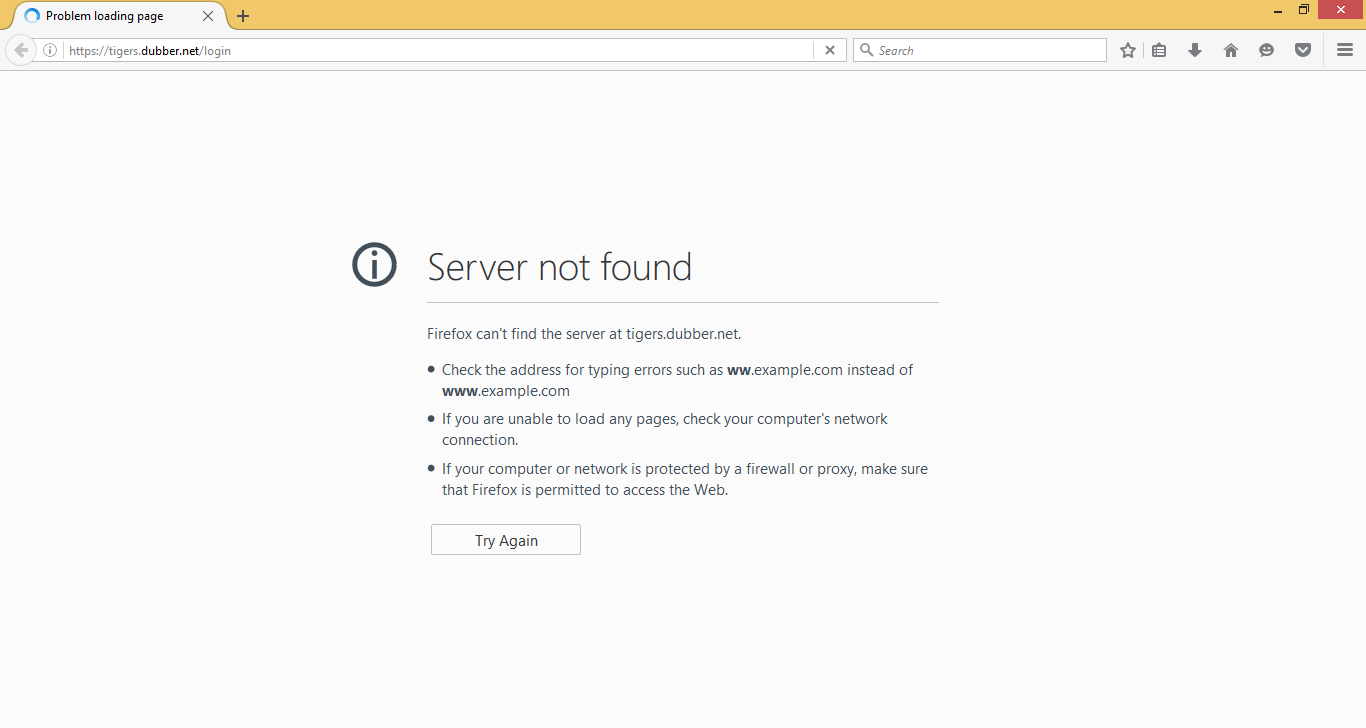 Problem loading page
https://tigers.dubber.net/login
Search
Server not found
Firefox can't find the server at tigers.dubber.net.
Check the address for typing errors such as ww.example.com instead of
www.example.com
If you are unable to load any pages, check your computer's network
connection.
If your computer or network is protected by a firewall or proxy, make sure
that Firefox is permitted to access the Web.
Try Again